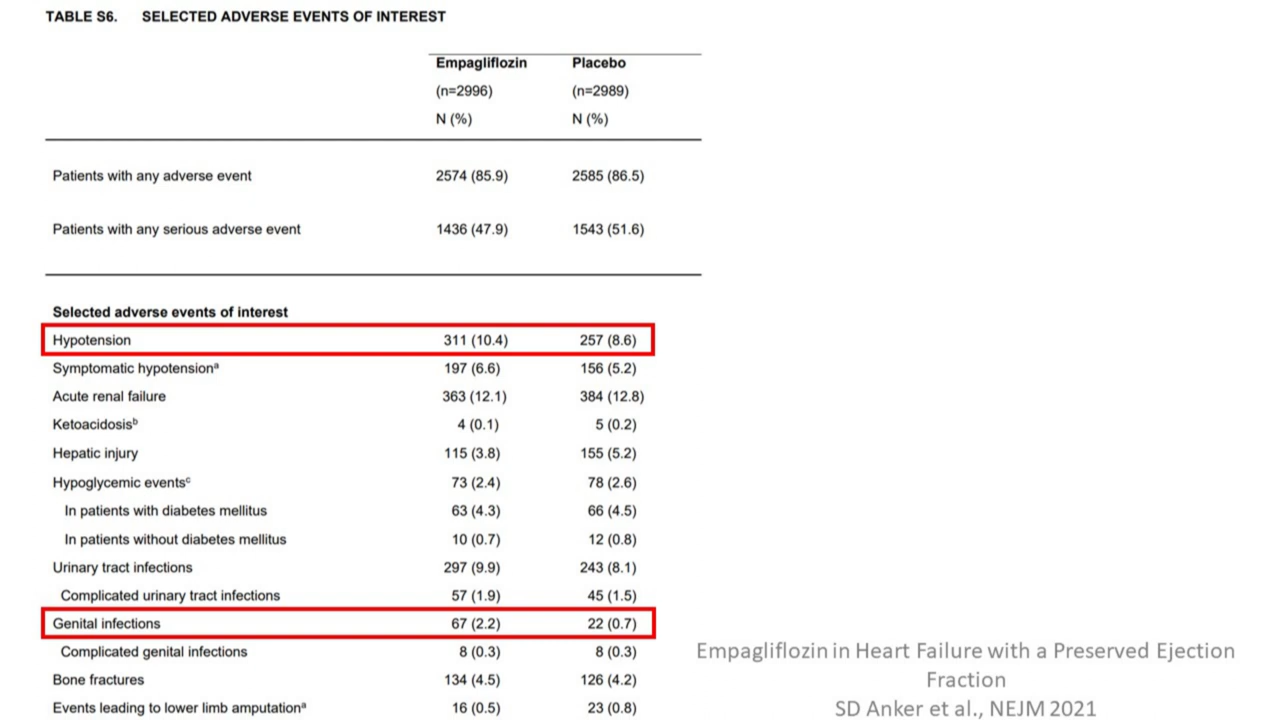 TABLE S6. SELECTED ADVERSE EVENTS OF INTEREST
Empagliflozin Placebo
(n=2996) (n=2989)
N (%) N (%)
Patients with any adverse event 2574 (85.9) 2585 (86.5)
Patients with any serious adverse event 1436 (47.9) 1543 (51.6)
Selected adverse events of interest
Hypotension 311 (10.4) 257 (8.6)
Symptomatic hypotensionᵃ 197 (6.6) 156 (5.2)
Acute renal failure 363 (12.1) 384 (12.8)
Ketoacidosisᵇ 4 (0.1) 5 (0.2)
Hepatic injury 115 (3.8) 155 (5.2)
Hypoglycemic eventsᶜ 73 (2.4) 78 (2.6)
In patients with diabetes mellitus 63 (4.3) 66 (4.5)
In patients without diabetes mellitus 10 (0.7) 12 (0.8)
Urinary tract infections 297 (9.9) 243 (8.1)
Complicated urinary tract infections 57 (1.9) 45 (1.5)
Genital infections 67 (2.2) 22 (0.7)
Complicated genital infections 8 (0.3) 8 (0.3)
Bone fractures 134 (4.5) 126 (4.2)
Events leading to lower limb amputationᵃ 16 (0.5) 23 (0.8)
Empagliflozin in Heart Failure with a Preserved Ejection
Fraction
SD Anker et al., NEJM 2021